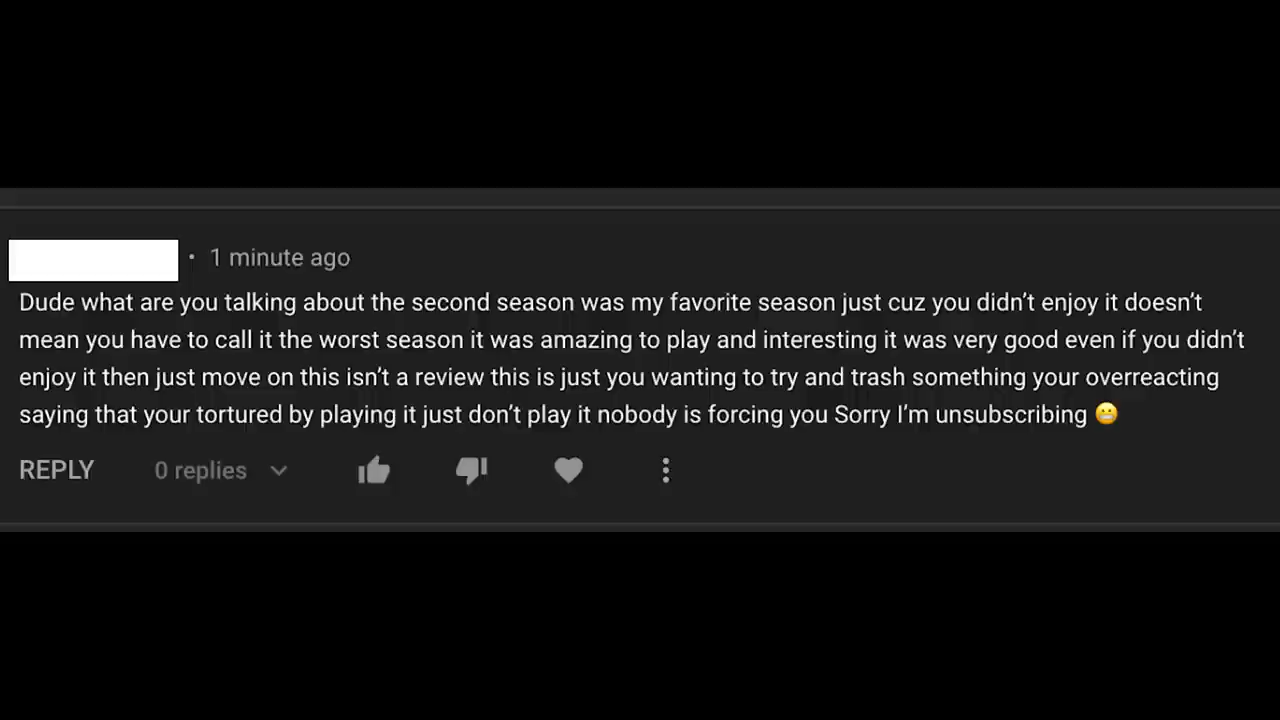 • 1 minute ago
Dude what are you talking about the second season was my favorite season just cuz you didn’t enjoy it doesn’t
mean you have to call it the worst season it was amazing to play and interesting it was very good even if you didn’t
enjoy it then just move on this isn’t a review this is just you wanting to try and trash something your overreacting
saying that your tortured by playing it just don’t play it nobody is forcing you Sorry I’m unsubscribing 😬
REPLY 0 replies